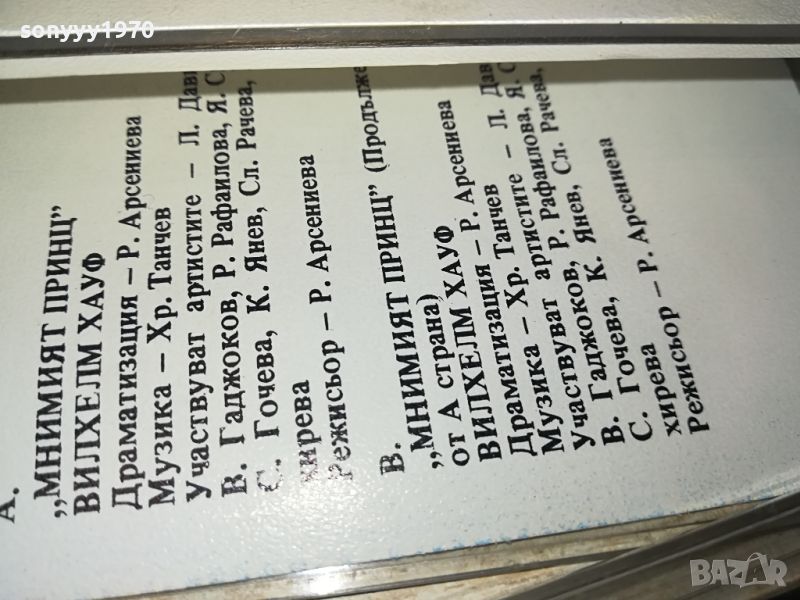 sonyyy1970
А.
„МНИМИЯТ ПРИНЦ”
ВИЛХЕЛМ ХАУФ
Драматизация – Р. Арсениева
Музика – Хр. Танчев
Участвуват артистите – Л. Дав
В. Гаджоков, Р. Рафаилова, Я. С
С. Гочева, К. Янев, Сл. Рачева,
хирева
Режисьор – Р. Арсениева
В.
„МНИМИЯТ ПРИНЦ” (Продълже
от А страна)
ВИЛХЕЛМ ХАУФ
Драматизация – Р. Арсениева
Музика – Хр. Танчев
Участвуват артистите – Л. Дав
В. Гаджоков, Р. Рафаилова, Я. С
С. Гочева, К. Янев, Сл. Рачева,
хирева
Режисьор – Р. Арсениева
BAZAR